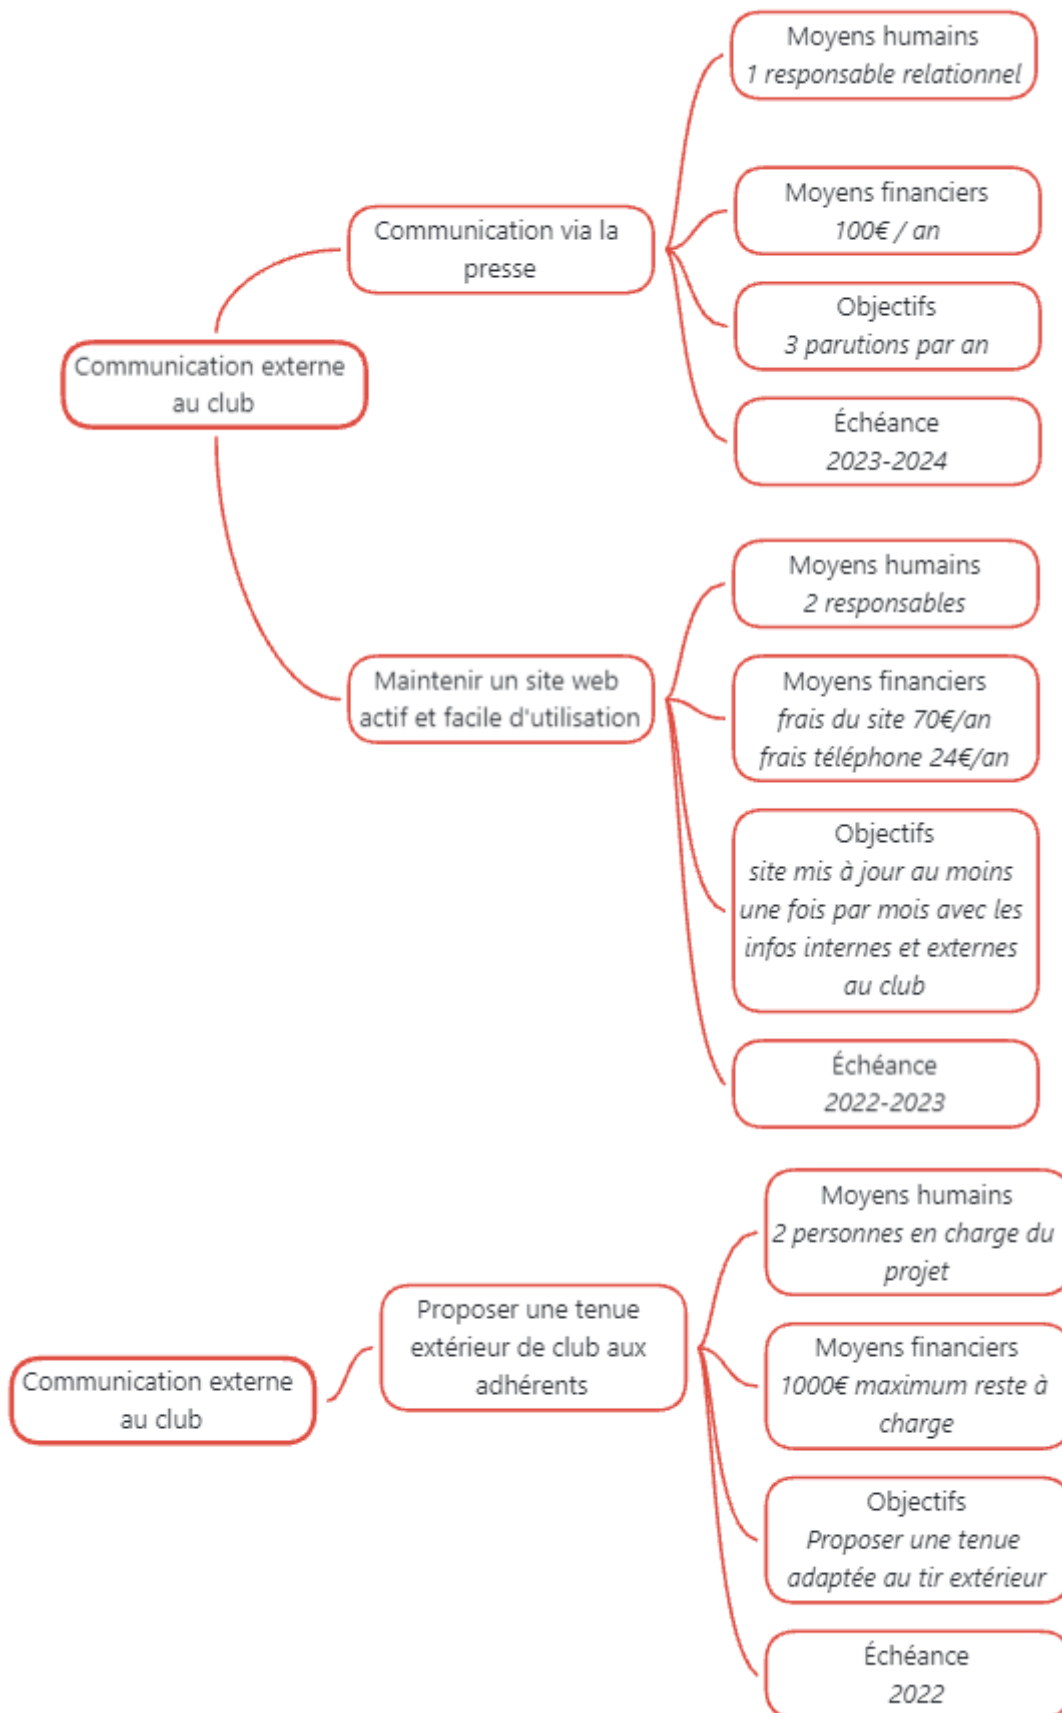 Communication externe
au club
Communication via la
presse
Moyens humains
1 responsable relationnel
Moyens financiers
100€ / an
Objectifs
3 parutions par an
Échéance
2023-2024
Maintenir un site web
actif et facile d'utilisation
Moyens humains
2 responsables
Moyens financiers
frais du site 70€/an
frais téléphone 24€/an
Objectifs
site mis à jour au moins
une fois par mois avec les
infos internes et externes
au club
Échéance
2022-2023
Communication externe
au club
Proposer une tenue
extérieur de club aux
adhérents
Moyens humains
2 personnes en charge du
projet
Moyens financiers
1000€ maximum reste à
charge
Objectifs
Proposer une tenue
adaptée au tir extérieur
Échéance
2022